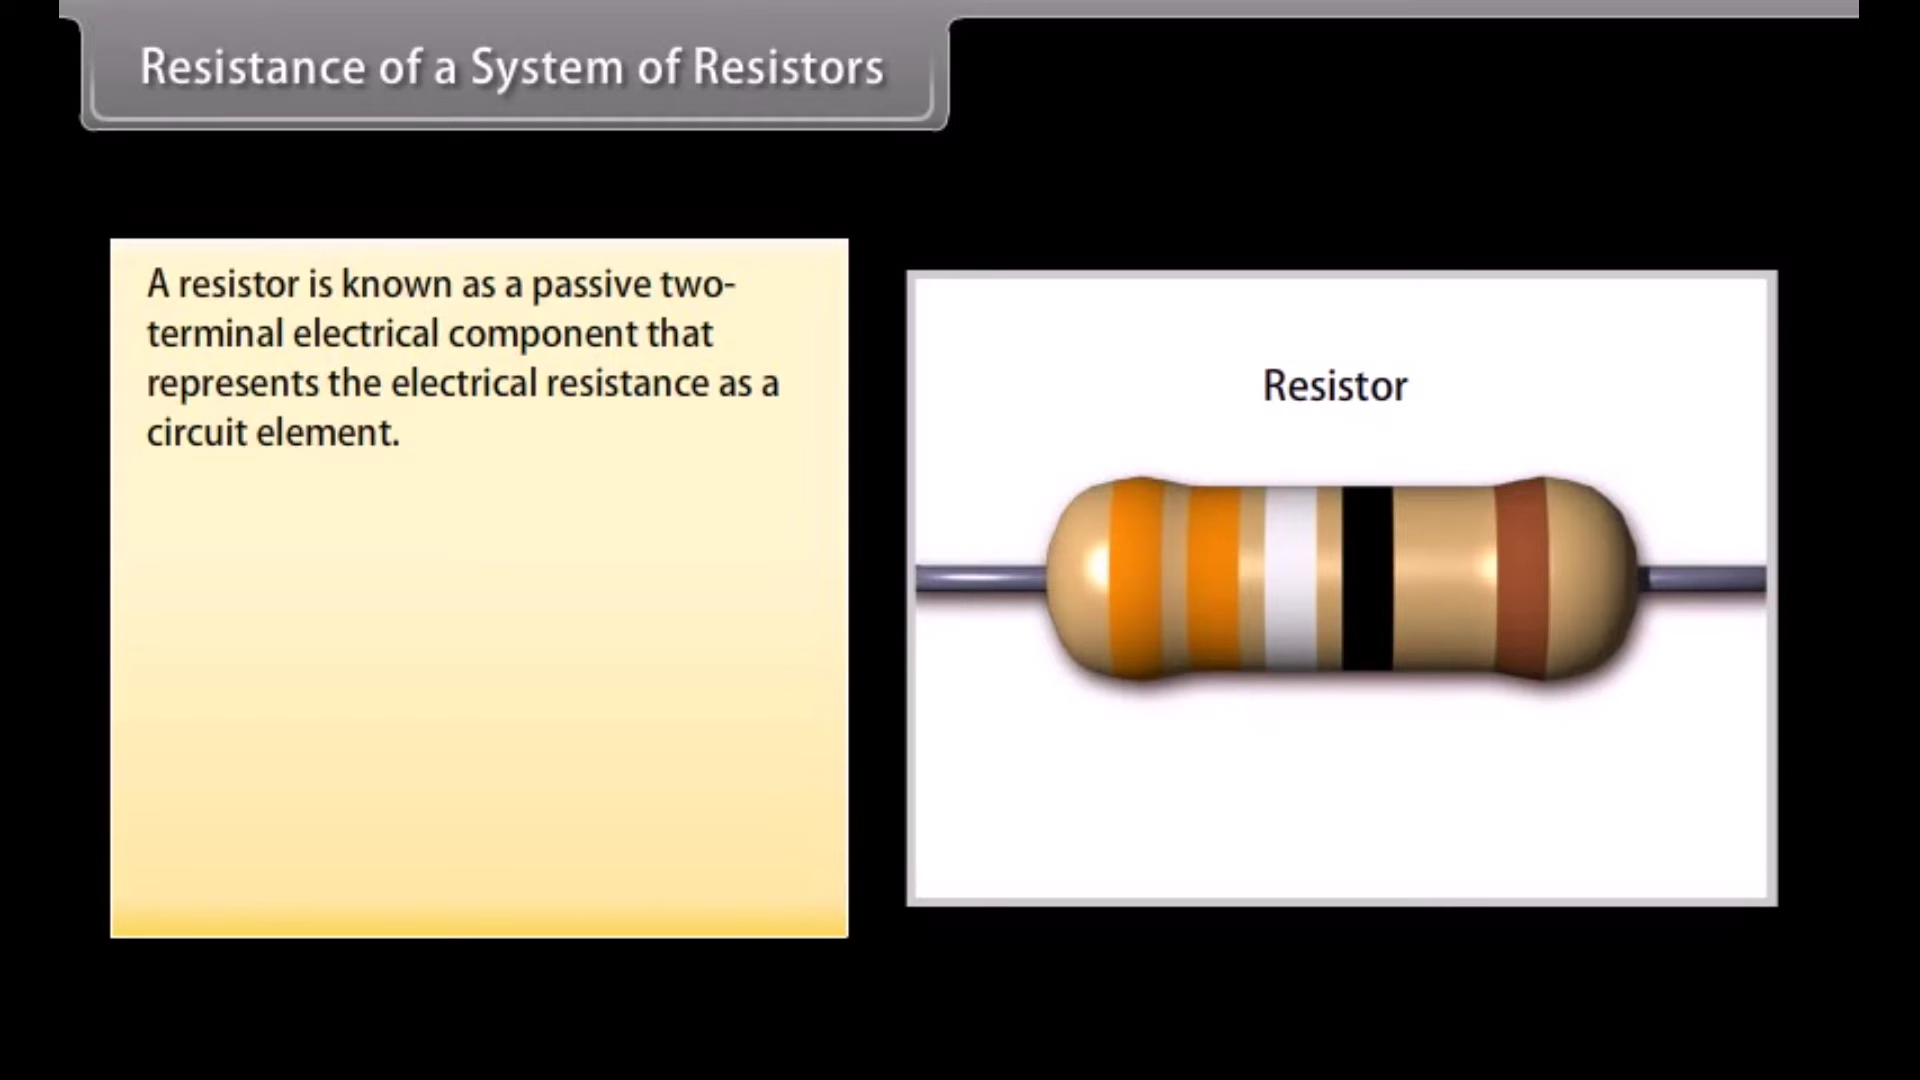 Resistance of a System of Resistors
A resistor is known as a passive two-
terminal electrical component that
represents the electrical resistance as a
circuit element.
Resistor